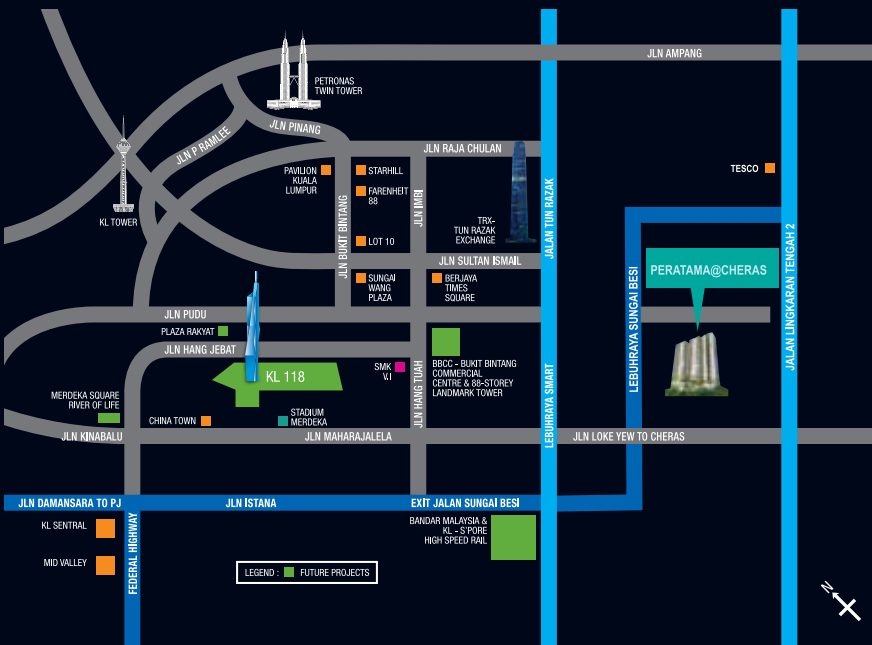 JLN AMPANG
PETRONAS
TWIN TOWER
JLN PINANG
JLN P RAMLEE
JLN RAJA CHULAN
KL TOWER
PAVILION
KUALA
LUMPUR
STARHILL
FARENHEIT
88
LOT 10
JLN BUKIT BINTANG
JLN IMBI
TRX-
TUN RAZAK
EXCHANGE
JALAN TUN RAZAK
TESCO
JLN SULTAN ISMAIL
SUNGAI
WANG
PLAZA
BERJAYA
TIMES
SQUARE
PERATAMA@CHERAS
LEBUHRAYA SUNGAI BESI
JALAN LINGKARAN TENGAH 2
JLN PUDU
PLAZA RAKYAT
JLN HANG JEBAT
KL 118
SMK
V.I
JLN HANG TUAH
BBCC - BUKIT BINTANG
COMMERCIAL
CENTRE & 88-STOREY
LANDMARK TOWER
LEBUHRAYA SMART
MERDEKA SQUARE
RIVER OF LIFE
CHINA TOWN
STADIUM
MERDEKA
JLN KINABALU
JLN MAHARAJALELA
JLN LOKE YEW TO CHERAS
JLN DAMANSARA TO PJ
JLN ISTANA
EXIT JALAN SUNGAI BESI
KL SENTRAL
MID VALLEY
FEDERAL HIGHWAY
BANDAR MALAYSIA &
KL - S'PORE
HIGH SPEED RAIL
LEGEND : FUTURE PROJECTS
N